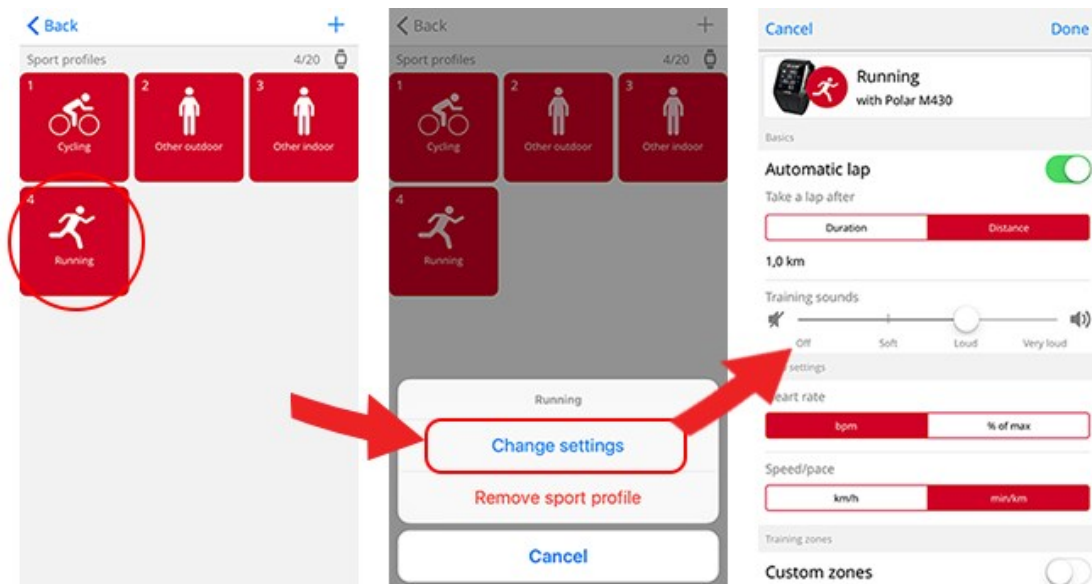 Back
+
Sport profiles 4/20
1
Cycling
2
Other outdoor
3
Other indoor
4
Running
Back
+
Sport profiles 4/20
1
Cycling
2
Other outdoor
3
Other indoor
4
Running
Running
Change settings
Remove sport profile
Cancel
Cancel Done
Running
with Polar M430
Basics
Automatic lap
Take a lap after
Duration Distance
1,0 km
Training sounds
Off Soft Loud Very loud
settings
eart rate
bpm % of max
Speed/pace
km/h min/km
Training zones
Custom zones